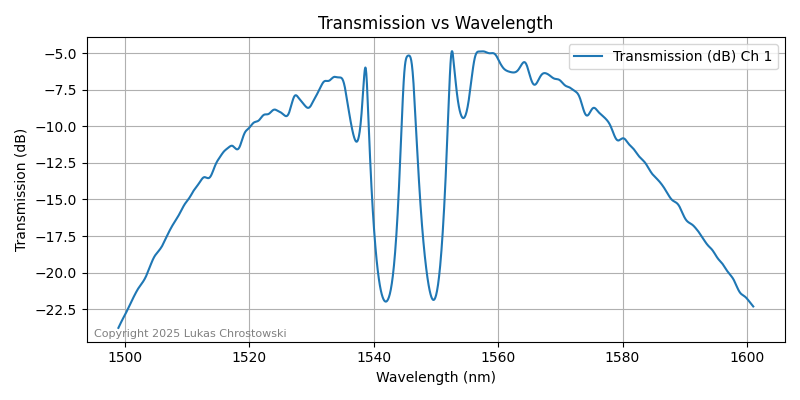 Transmission vs Wavelength
Transmission (dB) Ch 1
Transmission (dB)
−5.0
−7.5
−10.0
−12.5
−15.0
−17.5
−20.0
−22.5
Copyright 2025 Lukas Chrostowski
1500 1520 1540 1560 1580 1600
Wavelength (nm)